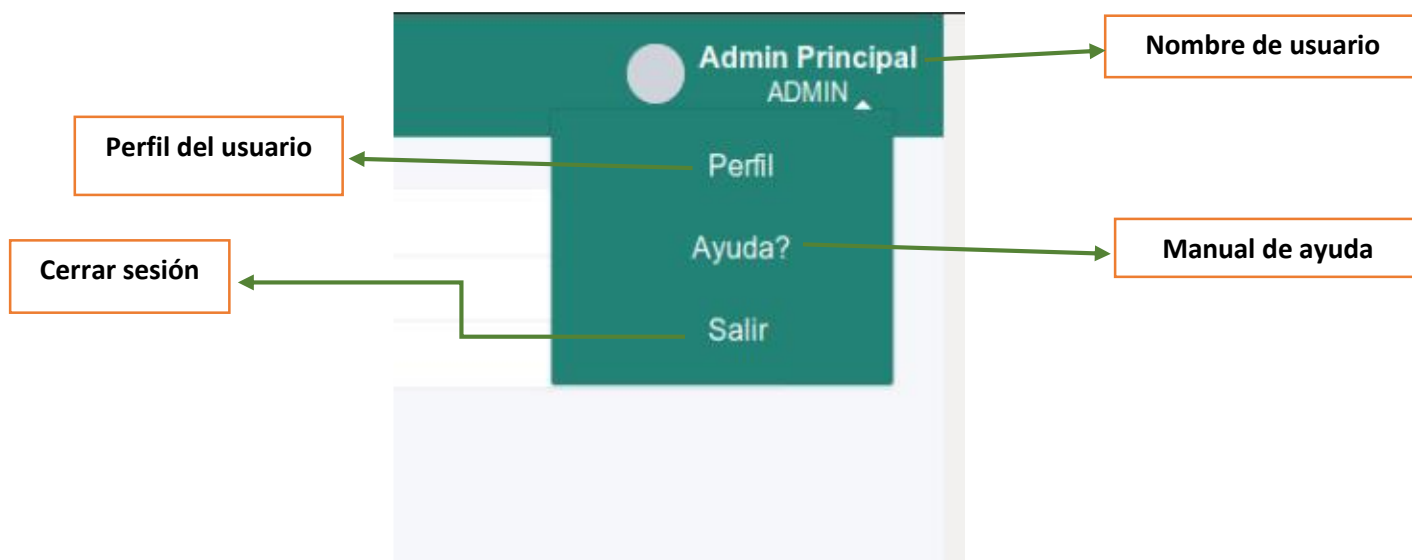 Nombre de usuario
Admin Principal
ADMIN
Perfil del usuario
Perfil
Ayuda?
Manual de ayuda
Cerrar sesión
Salir